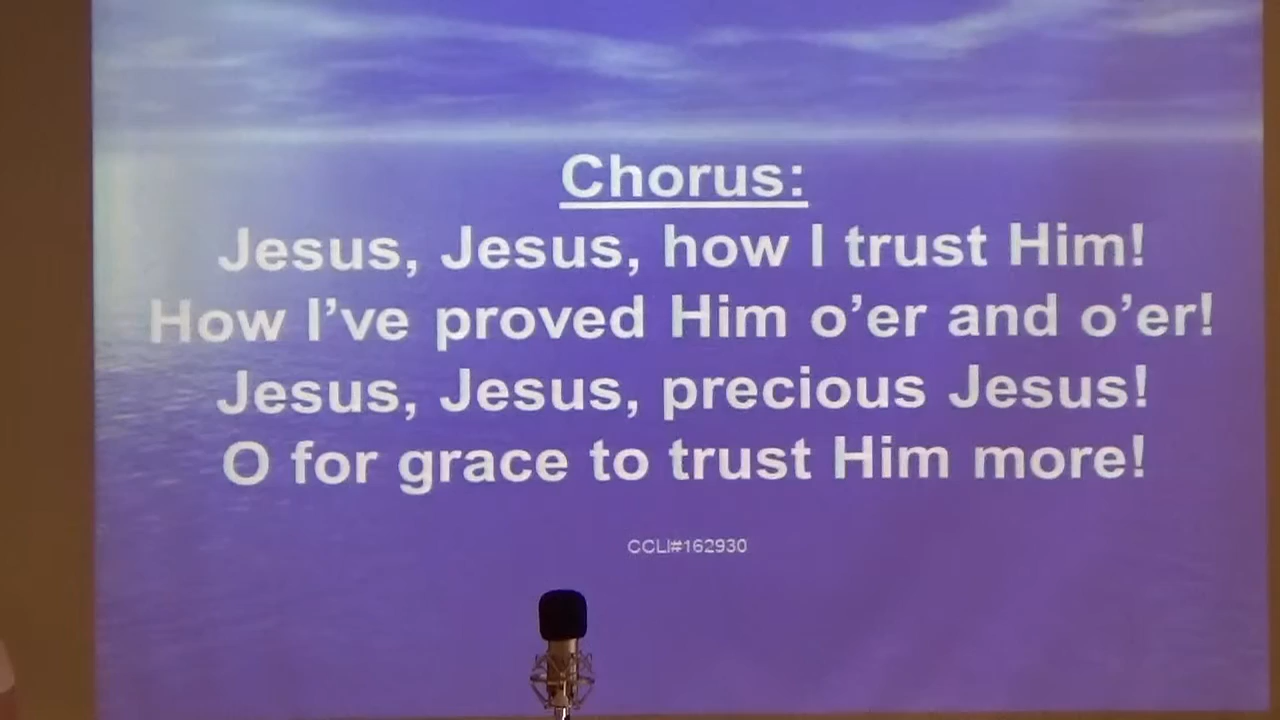 Chorus:
Jesus, Jesus, how I trust Him!
How I’ve proved Him o’er and o’er!
Jesus, Jesus, precious Jesus!
O for grace to trust Him more!
CCLI#162930